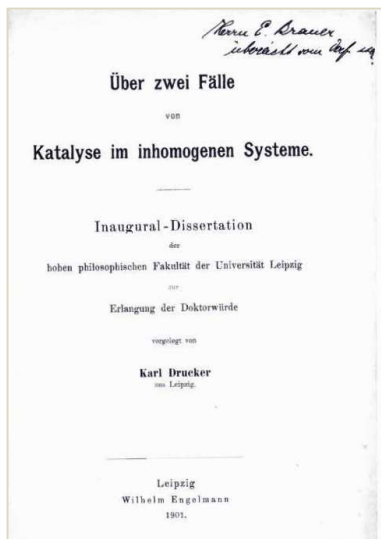 Herrn E. Brauer
überreicht vom Verf.
Über zwei Fälle
von
Katalyse im inhomogenen Systeme.
Inaugural-Dissertation
der
hohen philosophischen Fakultät der Universität Leipzig
zur
Erlangung der Doktorwürde
vorgelegt von
Karl Drucker
aus Leipzig.
Leipzig
Wilhelm Engelmann
1901.